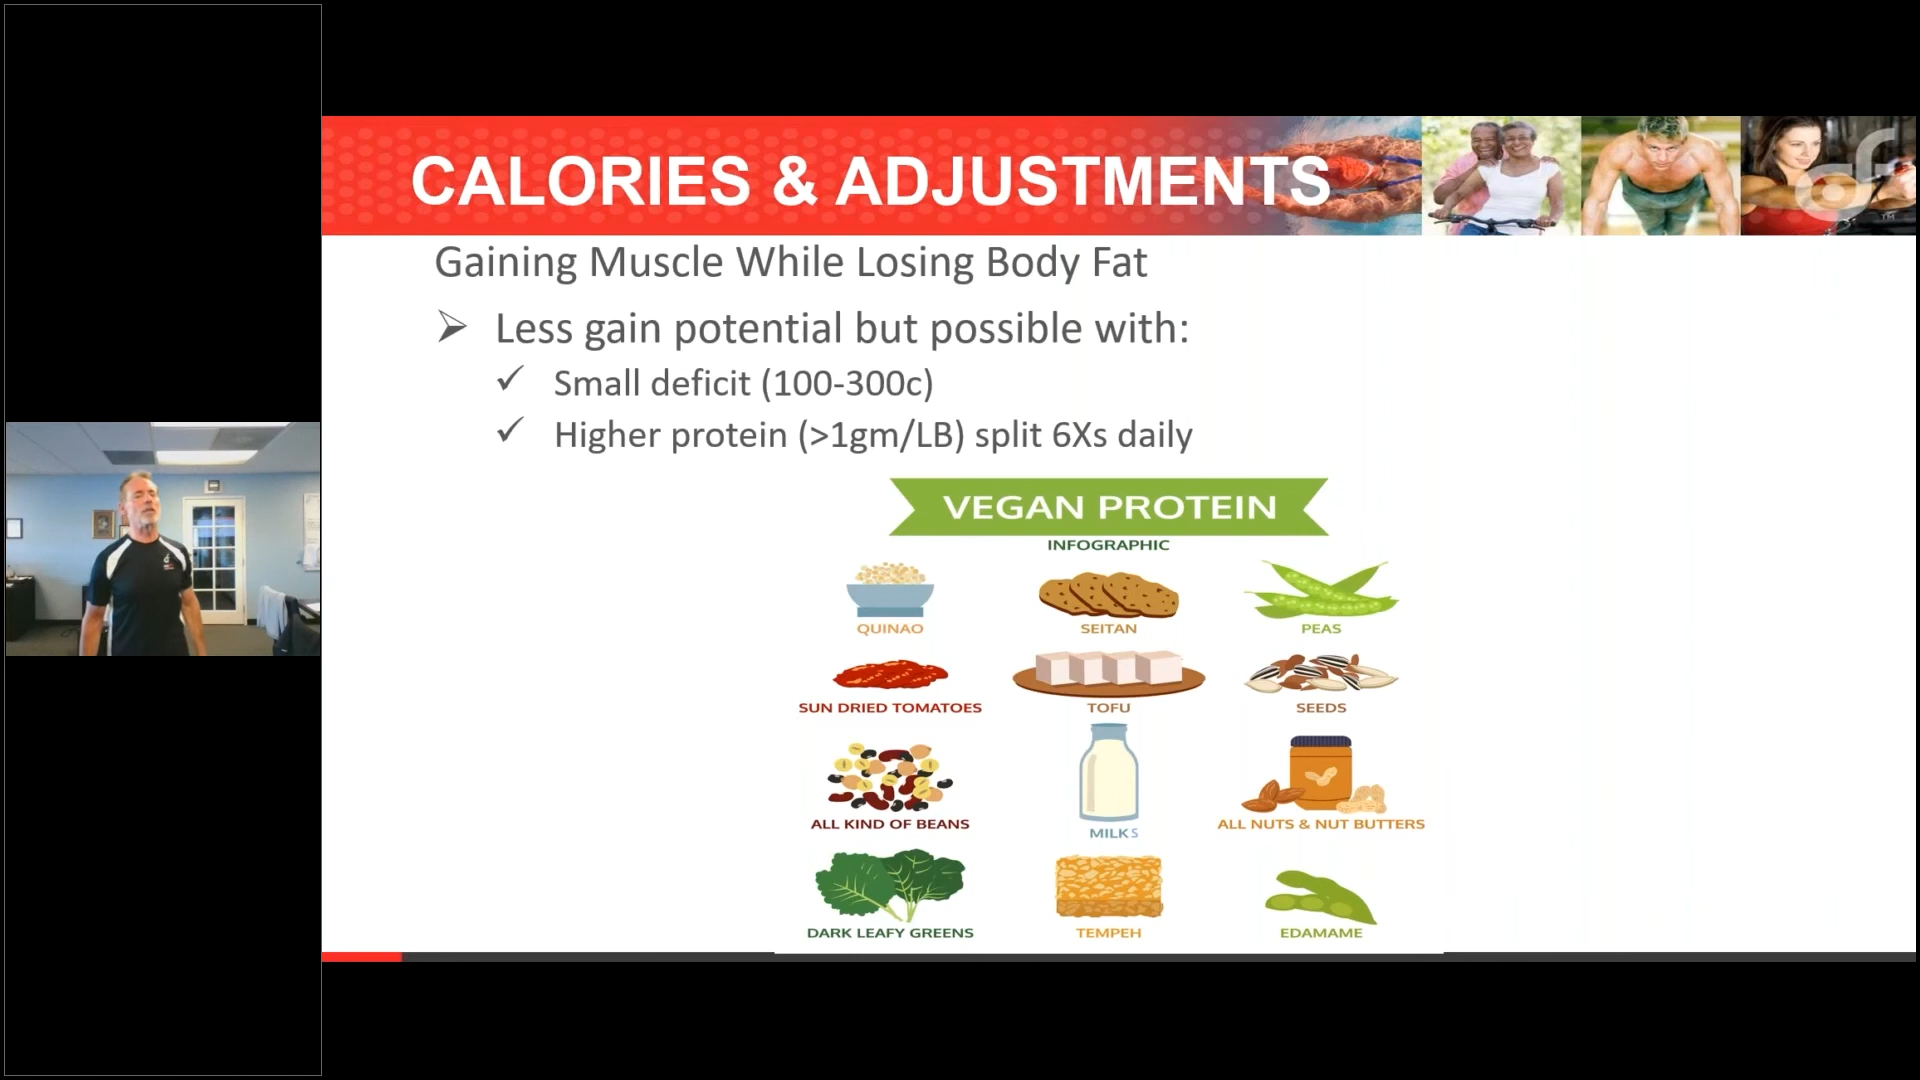 CALORIES & ADJUSTMENTS
TM
Gaining Muscle While Losing Body Fat
Less gain potential but possible with:
Small deficit (100-300c)
Higher protein (>1gm/LB) split 6Xs daily
VEGAN PROTEIN
INFOGRAPHIC
QUINAO
SEITAN
PEAS
SUN DRIED TOMATOES
TOFU
SEEDS
ALL KIND OF BEANS
MILKS
ALL NUTS & NUT BUTTERS
DARK LEAFY GREENS
TEMPEH
EDAMAME